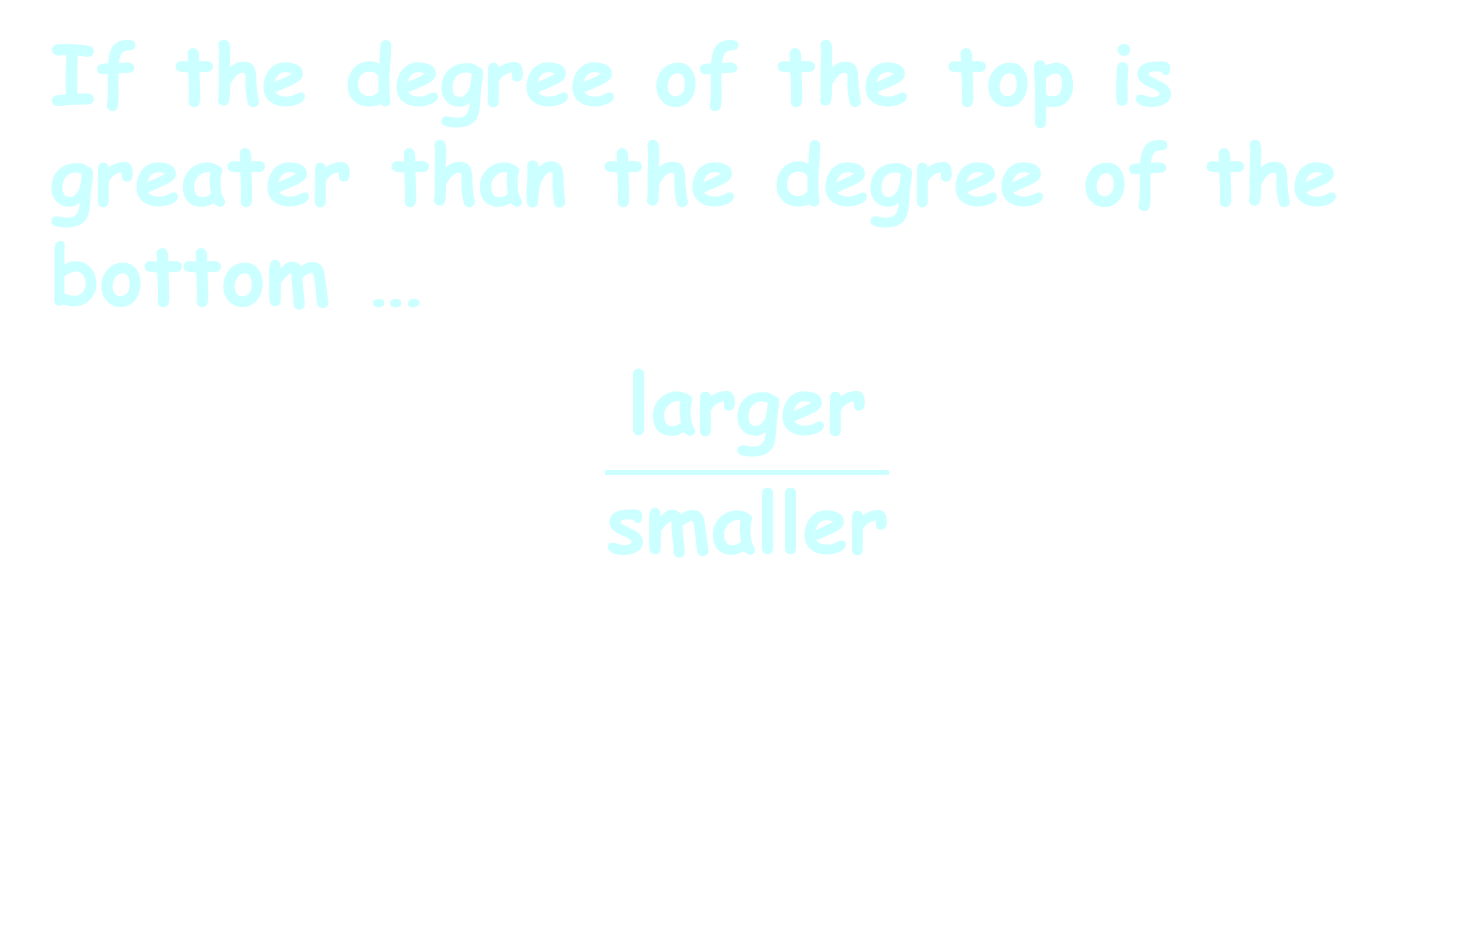 If the degree of the top is
greater than the degree of the
bottom …
larger
smaller